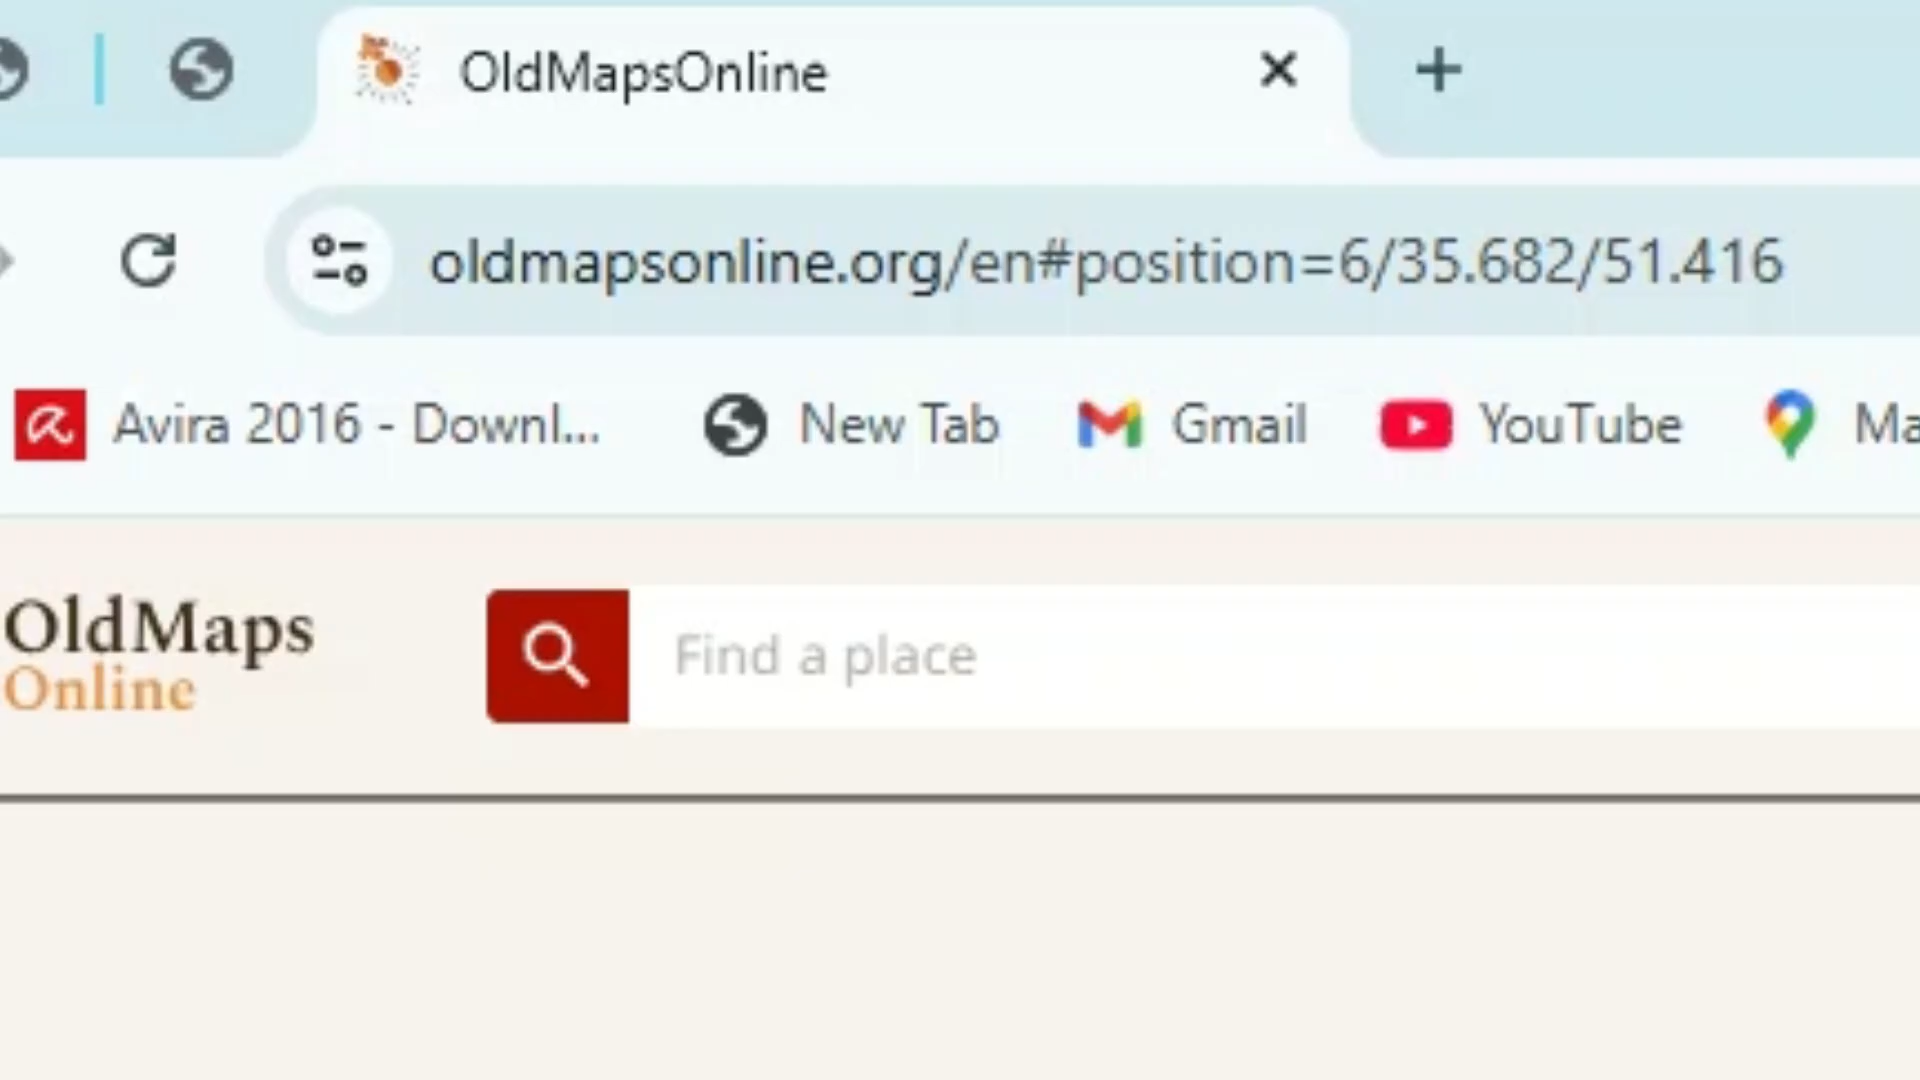 OldMapsOnline
oldmapsonline.org/en#position=6/35.682/51.416
Avira 2016 - Downl... New Tab Gmail YouTube Ma
OldMaps
Online
Find a place